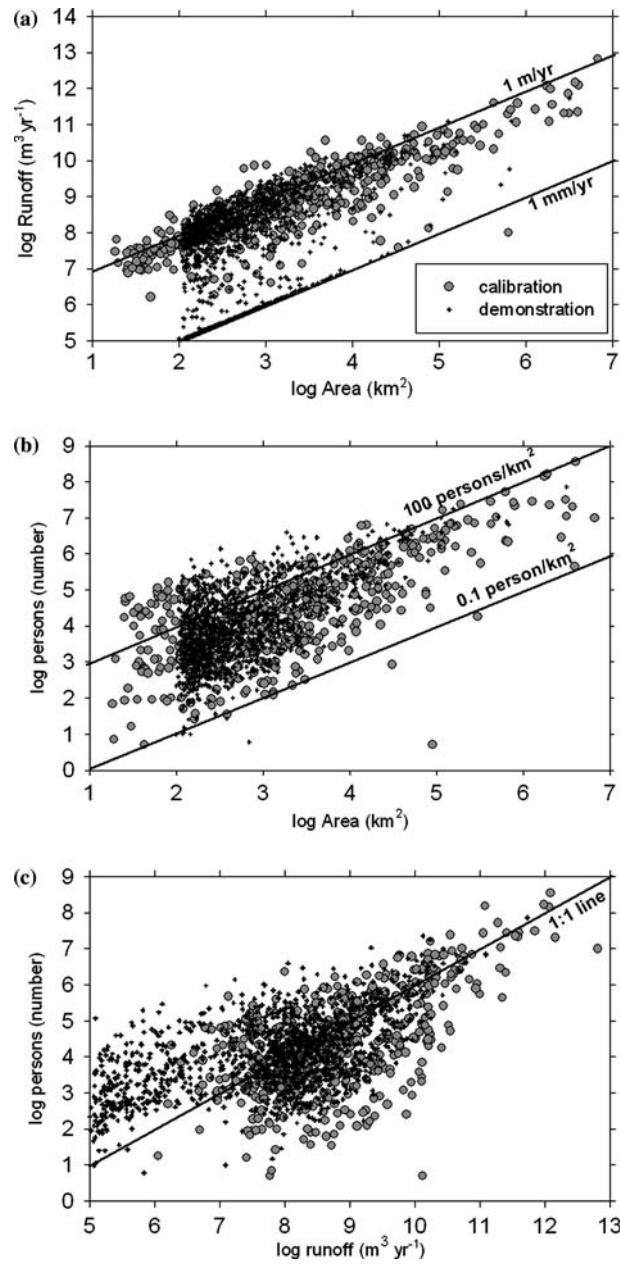 (a)
14
13
12
11
10
9
8
7
6
5
log Runoff (m³ yr⁻¹)
1 m/yr
1 mm/yr
calibration
demonstration
1 2 3 4 5 6 7
log Area (km²)
(b)
9
8
7
6
5
4
3
2
1
0
log persons (number)
100 persons/km²
0.1 person/km²
1 2 3 4 5 6 7
log Area (km²)
(c)
9
8
7
6
5
4
3
2
1
0
log persons (number)
1:1 line
5 6 7 8 9 10 11 12 13
log runoff (m³ yr⁻¹)